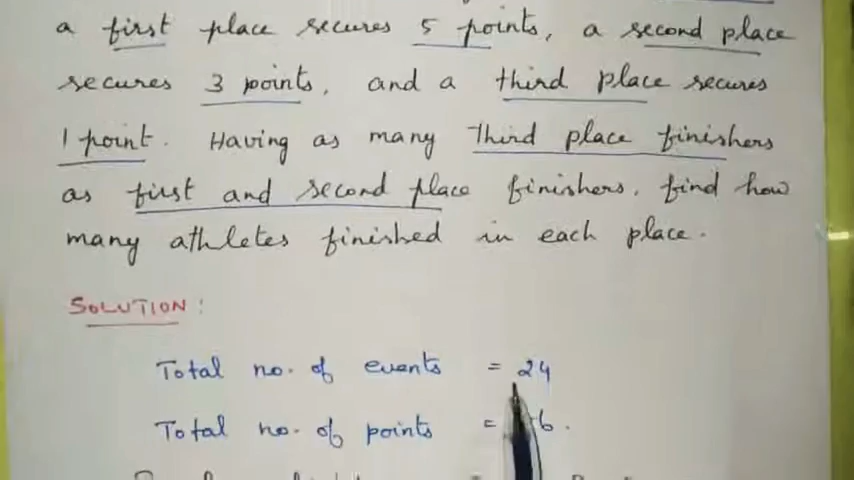 a first place secures 5 points, a second place
secures 3 points, and a third place secures
1 point. Having as many third place finishers
as first and second place finishers, find how
many athletes finished in each place.
SOLUTION:
Total no. of events = 24
Total no. of points = 6.